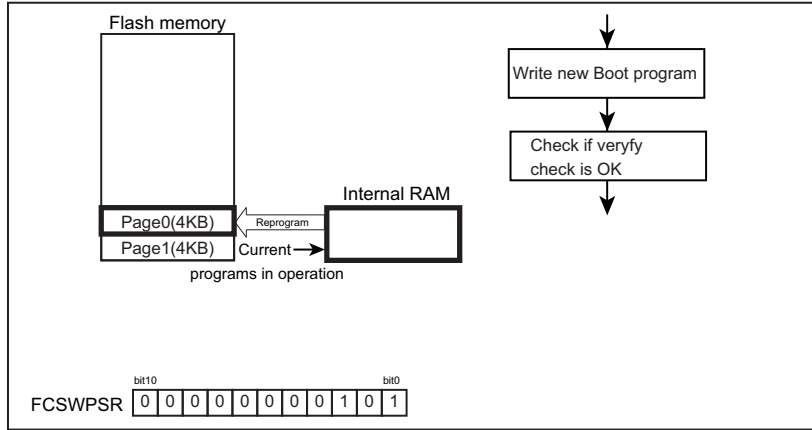 Flash memory
Write new Boot program
Check if veryfy
check is OK
Internal RAM
Page0(4KB)
Reprogram
Page1(4KB)
Current
programs in operation
bit10
bit0
FCSWPSR
0 0 0 0 0 0 0 0 1 0 1